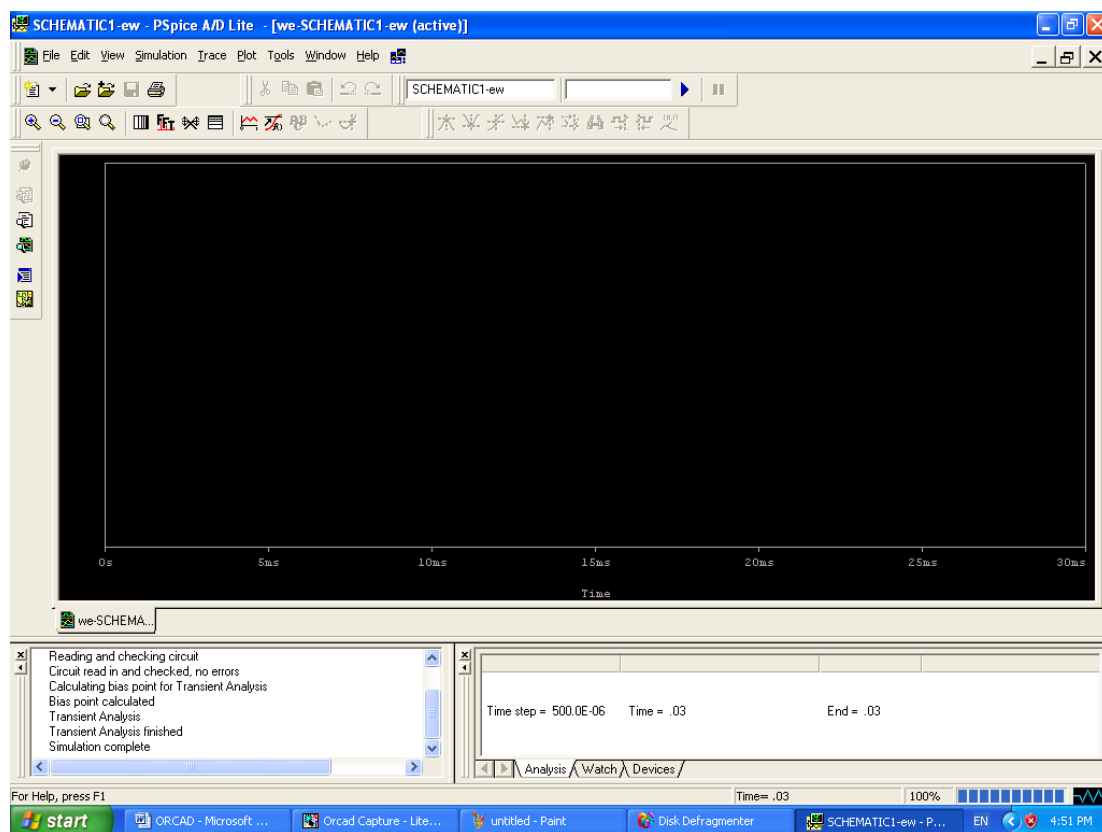 SCHEMATIC1-ew - PSpice A/D Lite - [we-SCHEMATIC1-ew (active)]
File Edit View Simulation Trace Plot Tools Window Help
SCHEMATIC1-ew
0s 5ms 10ms 15ms 20ms 25ms 30ms
Time
we-SCHEMA...
Reading and checking circuit
Circuit read in and checked, no errors
Calculating bias point for Transient Analysis
Bias point calculated
Transient Analysis
Transient Analysis finished
Simulation complete
Time step = 500.0E-06 Time = .03 End = .03
Analysis Watch Devices
For Help, press F1 Time= .03 100%
start ORCAD - Microsoft ... Orcad Capture - Lite... untitled - Paint Disk Defragmenter SCHEMATIC1-ew - P... EN 4:51 PM